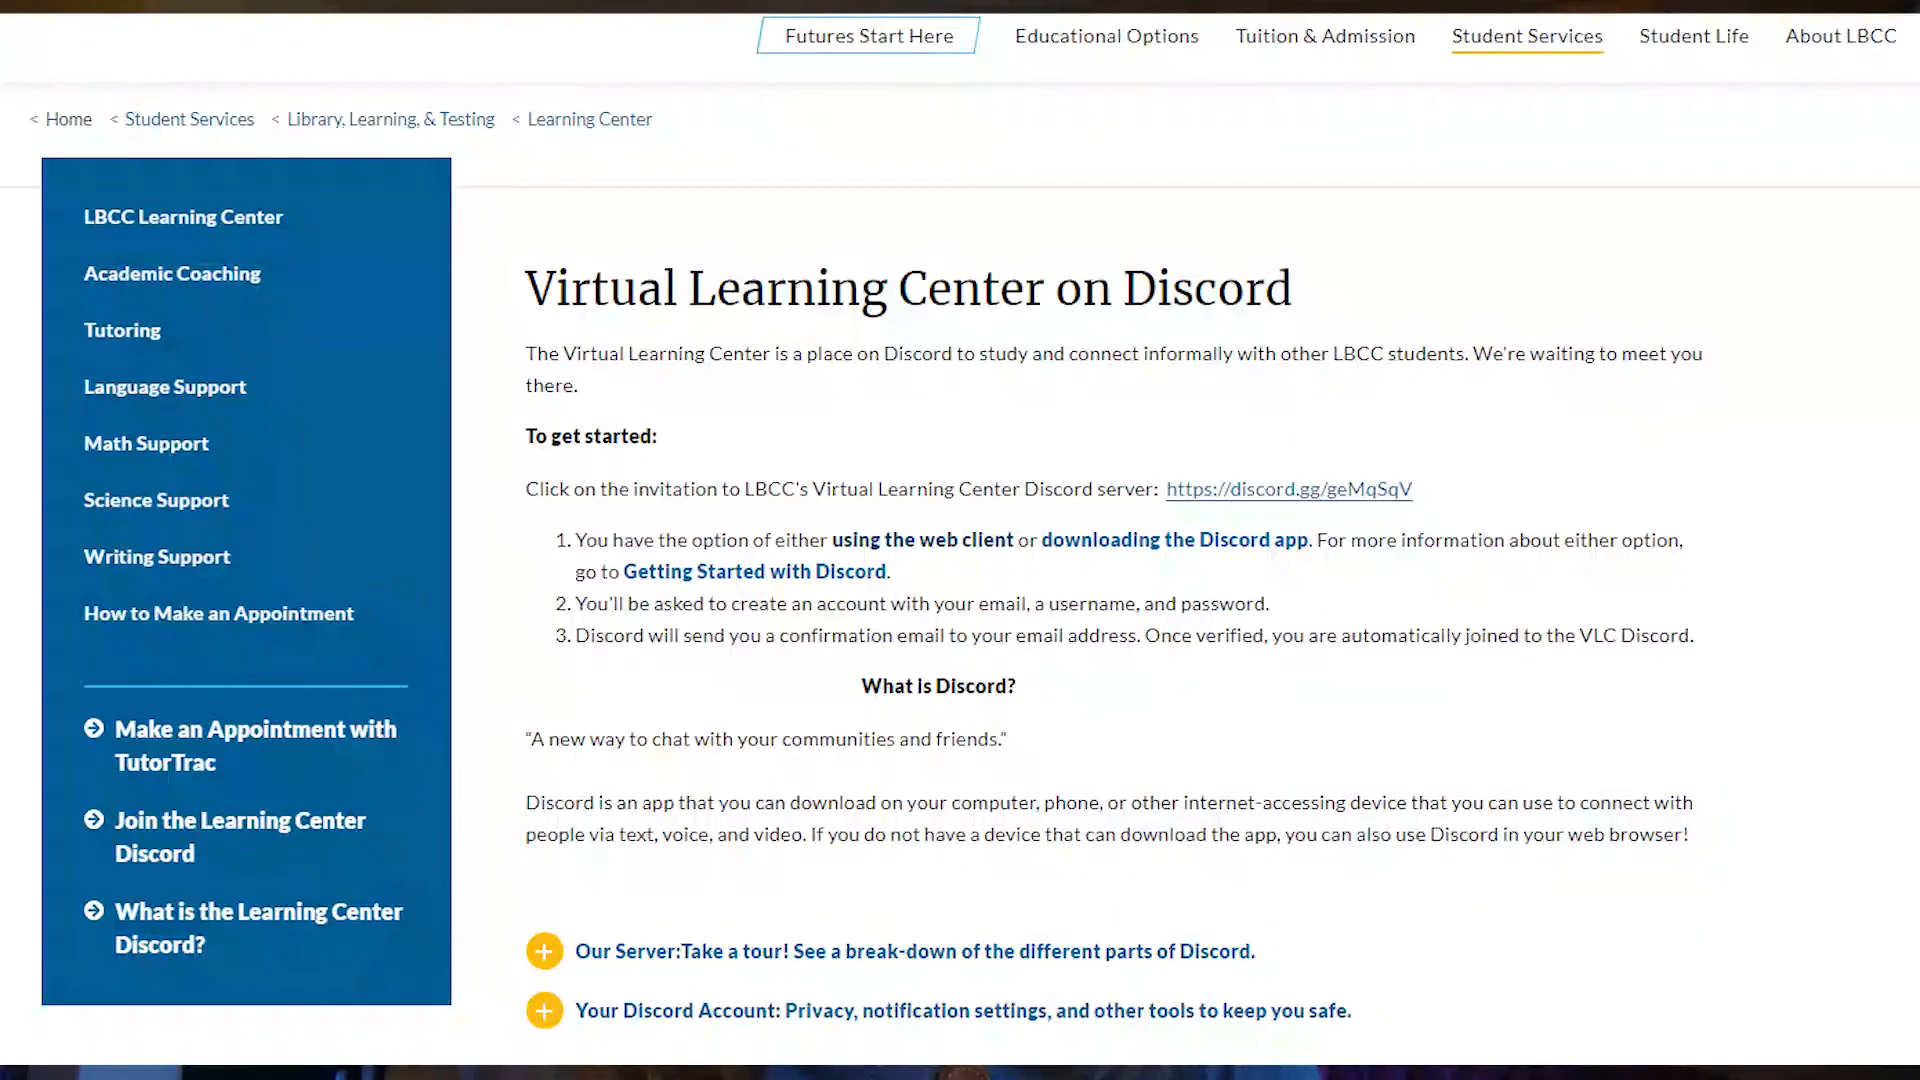 Futures Start Here
Educational Options
Tuition & Admission
Student Services
Student Life
About LBCC
< Home < Student Services < Library, Learning, & Testing < Learning Center
LBCC Learning Center
Academic Coaching
Tutoring
Language Support
Math Support
Science Support
Writing Support
How to Make an Appointment
Make an Appointment with
TutorTrac
Join the Learning Center
Discord
What is the Learning Center
Discord?
Virtual Learning Center on Discord
The Virtual Learning Center is a place on Discord to study and connect informally with other LBCC students. We're waiting to meet you
there.
To get started:
Click on the invitation to LBCC's Virtual Learning Center Discord server: https://discord.gg/geMqSqV
1. You have the option of either using the web client or downloading the Discord app. For more information about either option,
go to Getting Started with Discord.
2. You'll be asked to create an account with your email, a username, and password.
3. Discord will send you a confirmation email to your email address. Once verified, you are automatically joined to the VLC Discord.
What is Discord?
“A new way to chat with your communities and friends.”
Discord is an app that you can download on your computer, phone, or other internet-accessing device that you can use to connect with
people via text, voice, and video. If you do not have a device that can download the app, you can also use Discord in your web browser!
Our Server:Take a tour! See a break-down of the different parts of Discord.
Your Discord Account: Privacy, notification settings, and other tools to keep you safe.